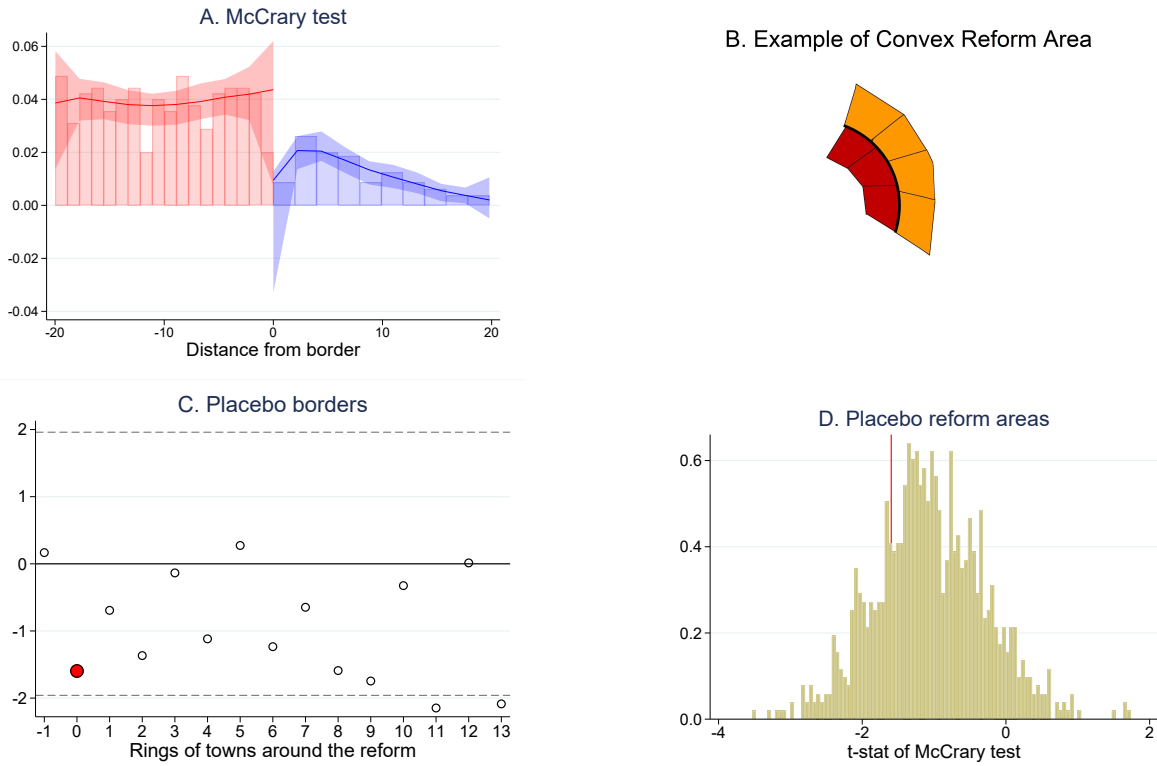 A. McCrary test
0.06
0.04
0.02
0.00
-0.02
-0.04
-20 -10 0 10 20
Distance from border
B. Example of Convex Reform Area
C. Placebo borders
2
1
0
-1
-2
-1 0 1 2 3 4 5 6 7 8 9 10 11 12 13
Rings of towns around the reform
D. Placebo reform areas
0.6
0.4
0.2
0.0
-4 -2 0 2
t-stat of McCrary test